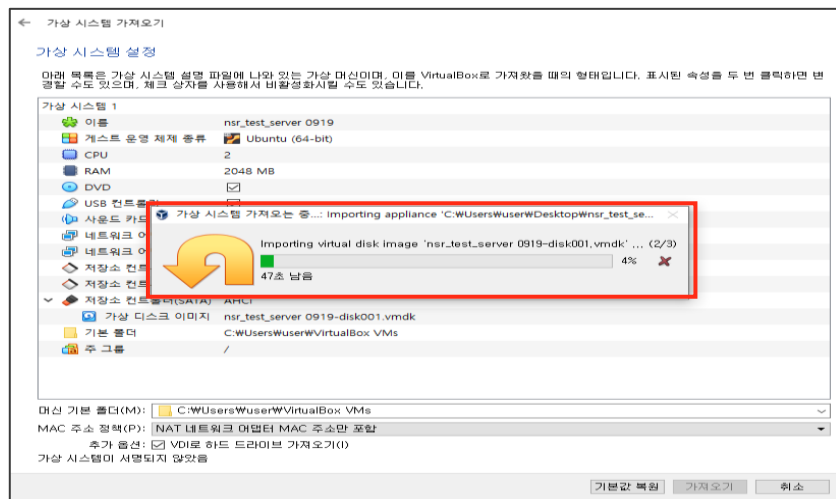 가상 시스템 가져오기
가상 시스템 설정
아래 목록은 가상 시스템 설명 파일에 나와 있는 가상 머신이며, 이를 VirtualBox로 가져왔을 때의 형태입니다. 표시된 속성을 두 번 클릭하면 변
경할 수도 있으며, 체크 상자를 사용해서 비활성화시킬 수도 있습니다.
가상 시스템 1
이름 nsr_test_server 0919
게스트 운영 체제 종류 Ubuntu (64-bit)
CPU 2
RAM 2048 MB
DVD
USB 컨트롤러
가상 시스템 가져오는 중...: Importing appliance 'C:₩Users₩user₩Desktop₩nsr_test_se...
사운드 카드
Importing virtual disk image 'nsr_test_server 0919-disk001.vmdk' ... (2/3)
네트워크
네트워크
4%
저장소 컨트
47초 남음
저장소 컨트
저장소 컨트롤러(SATA) AHCI
가상 디스크 이미지 nsr_test_server 0919-disk001.vmdk
기본 폴더 C:₩Users₩user₩VirtualBox VMs
주 그룹 /
머신 기본 폴더(M): C:₩Users₩user₩VirtualBox VMs
MAC 주소 정책(P): NAT 네트워크 어댑터 MAC 주소만 포함
추가 옵션: VDI로 하드 드라이브 가져오기(I)
가상 시스템이 서명되지 않았음
기본값 복원 가져오기 취소